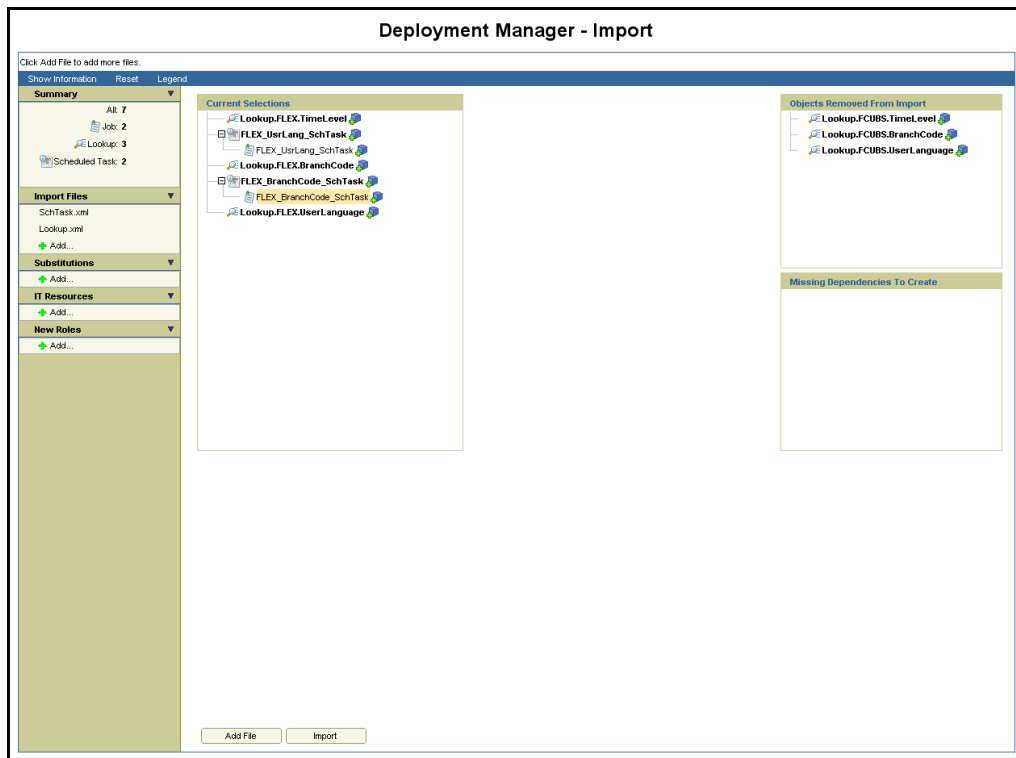 Deployment Manager - Import
Click Add File to add more files.
Show Information Reset Legend
Summary
All: 7
Job: 2
Lookup: 3
Scheduled Task: 2
Import Files
SchTask.xml
Lookup.xml
Add...
Substitutions
Add...
IT Resources
Add...
New Roles
Add...
Current Selections
Lookup.FLEX.TimeLevel
FLEX_UsrLang_SchTask
FLEX_UsrLang_SchTask
Lookup.FLEX.BranchCode
FLEX_BranchCode_SchTask
FLEX_BranchCode_SchTask
Lookup.FLEX.UserLanguage
Objects Removed From Import
Lookup.FCUBS.TimeLevel
Lookup.FCUBS.BranchCode
Lookup.FCUBS.UserLanguage
Missing Dependencies To Create
Add File
Import